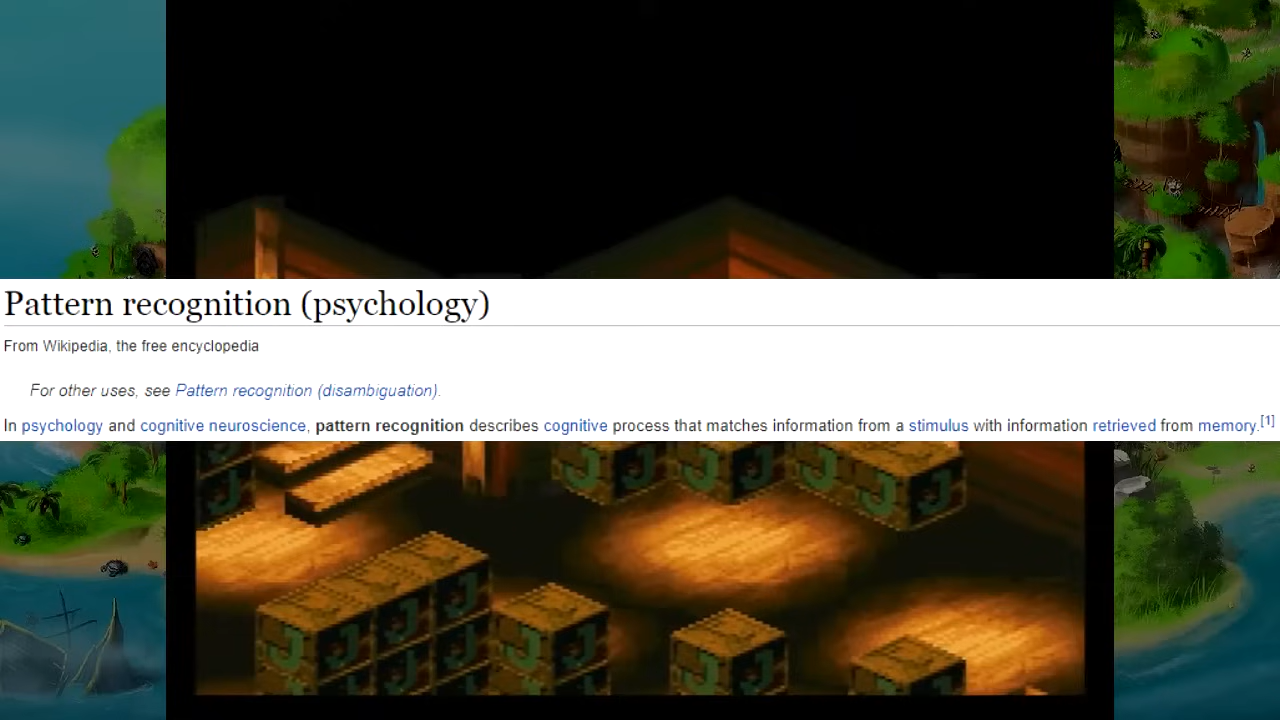 Pattern recognition (psychology)
From Wikipedia, the free encyclopedia
For other uses, see Pattern recognition (disambiguation).
In psychology and cognitive neuroscience, pattern recognition describes cognitive process that matches information from a stimulus with information retrieved from memory.[1]
J J J J
J
J J J J J J J J
J J J